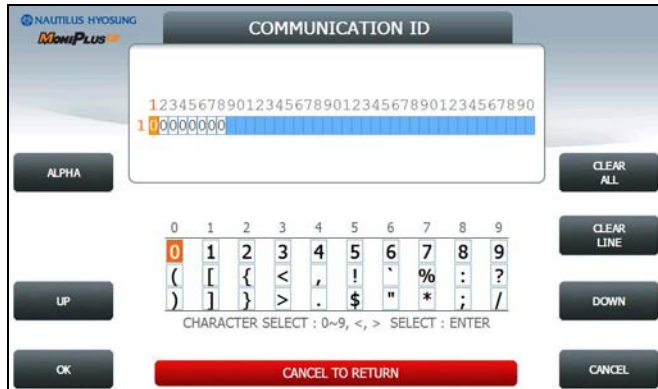 NAUTILUS HYOSUNG
MoniPlus CE
COMMUNICATION ID
1234567890123456789012345678901234567890
1 00000000
ALPHA
CLEAR ALL
0 1 2 3 4 5 6 7 8 9
0 1 2 3 4 5 6 7 8 9
( [ { < , ! ` % : ?
) ] } > . $ " * ; /
CLEAR LINE
UP
DOWN
CHARACTER SELECT : 0~9, <, > SELECT : ENTER
OK
CANCEL TO RETURN
CANCEL